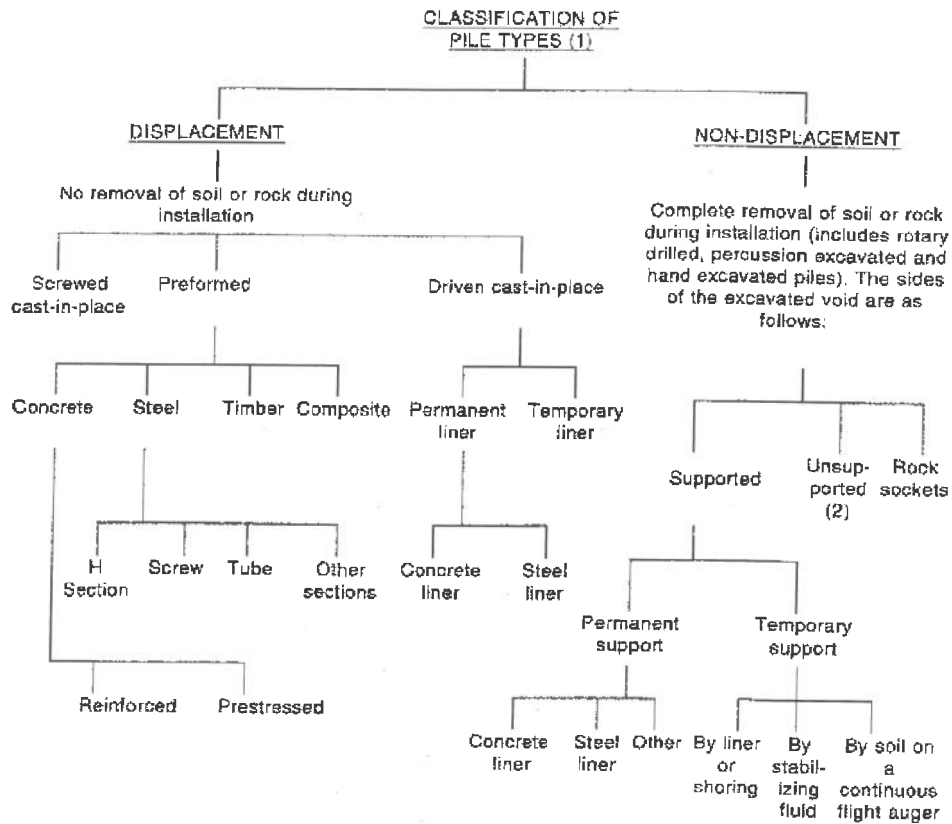 CLASSIFICATION OF
PILE TYPES (1)
DISPLACEMENT
NON-DISPLACEMENT
No removal of soil or rock during
installation
Complete removal of soil or rock
during installation (includes rotary
drilled, percussion excavated and
hand excavated piles). The sides
of the excavated void are as
follows:
Screwed
cast-in-place
Preformed
Driven cast-in-place
Concrete
Steel
Timber
Composite
Permanent
liner
Temporary
liner
Supported
Unsup-
ported
(2)
Rock
sockets
H
Section
Screw
Tube
Other
sections
Concrete
liner
Steel
liner
Permanent
support
Temporary
support
Reinforced
Prestressed
Concrete
liner
Steel
liner
Other
By liner
or
shoring
By
stabil-
izing
fluid
By soil on
a
continuous
flight auger